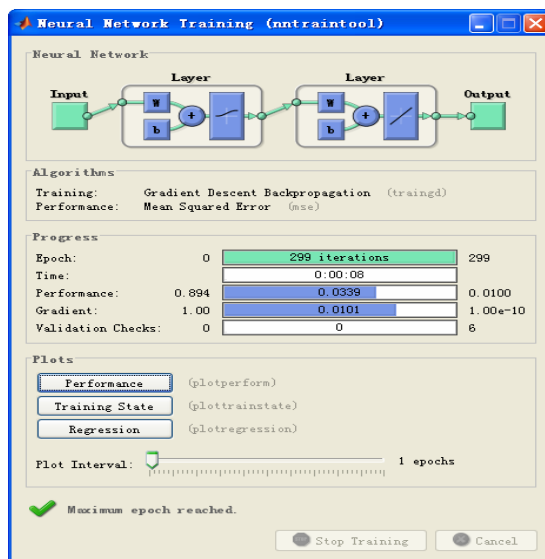 Neural Network Training (nntraintool)
Neural Network
Layer Layer
Input Output
W W
+ +
b b
Algorithms
Training: Gradient Descent Backpropagation (traingd)
Performance: Mean Squared Error (mse)
Progress
Epoch: 0 299 iterations 299
Time: 0:00:08
Performance: 0.894 0.0339 0.0100
Gradient: 1.00 0.0101 1.00e-10
Validation Checks: 0 0 6
Plots
Performance (plotperform)
Training State (plottrainstate)
Regression (plotregression)
Plot Interval: 1 epochs
Maximum epoch reached.
Stop Training Cancel